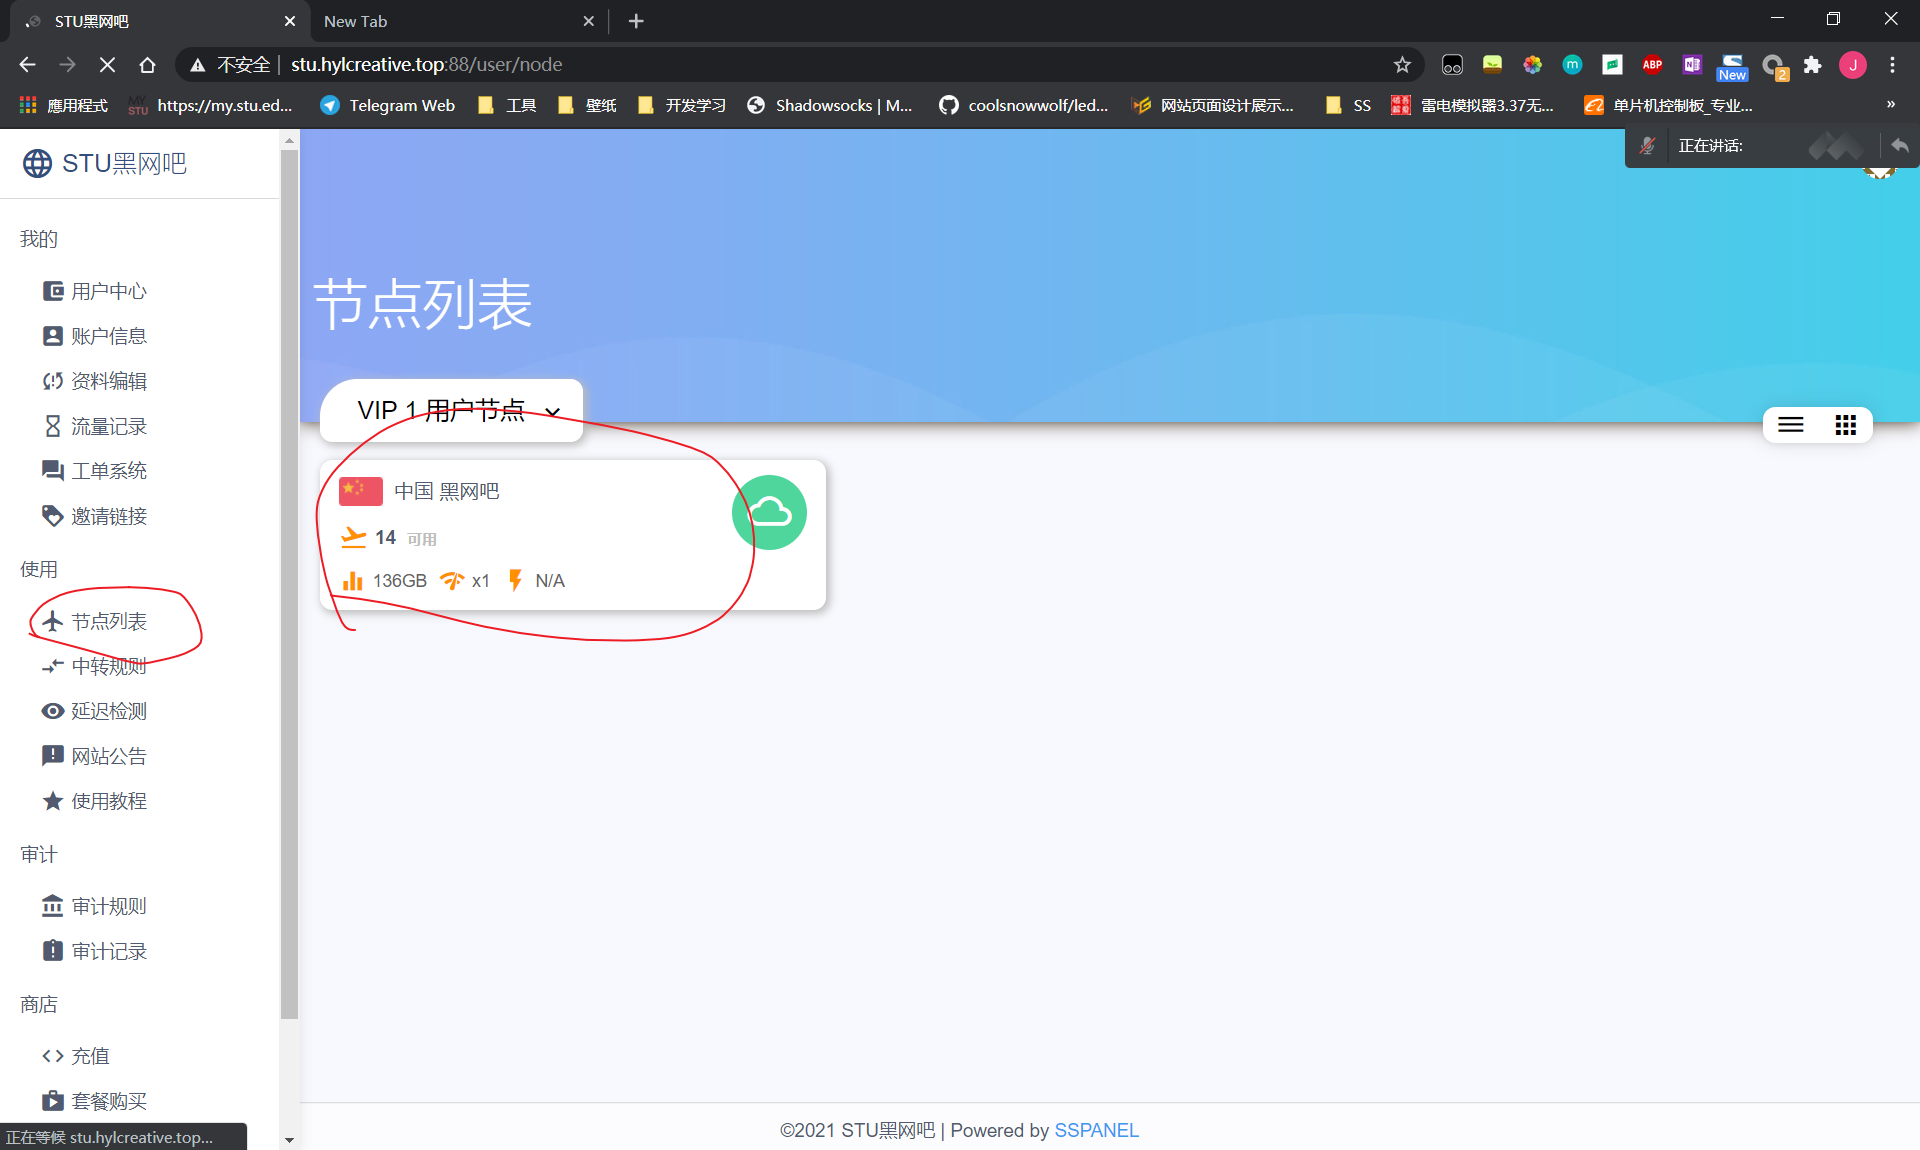 STU黑网吧
New Tab
不安全 | stu.hylcreative.top:88/user/node
ABP
New
2
J
應用程式
MY STU
https://my.stu.ed...
Telegram Web
工具
壁纸
开发学习
Shadowsocks | M...
coolsnowwolf/led...
网站页面设计展示...
SS
雷电模拟器3.37无...
单片机控制板_专业...
»
STU黑网吧
正在讲话:
我的
用户中心
账户信息
资料编辑
流量记录
工单系统
邀请链接
使用
节点列表
中转规则
延迟检测
网站公告
使用教程
审计
审计规则
审计记录
商店
充值
套餐购买
正在等候 stu.hylcreative.top...
节点列表
VIP 1 用户节点
中国 黑网吧
14 可用
136GB x1 N/A
©2021 STU黑网吧 | Powered by SSPANEL